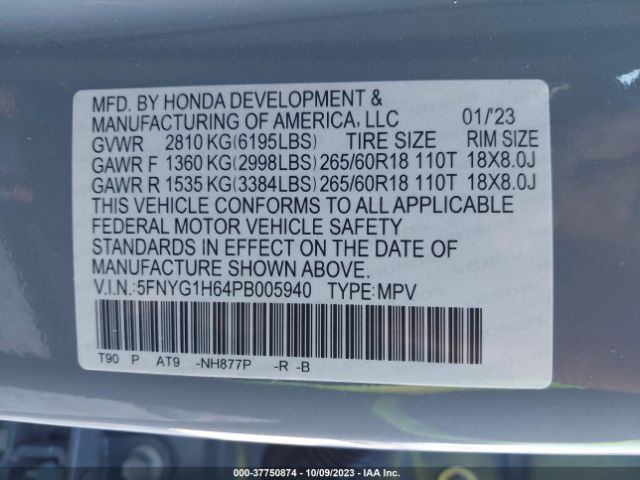 MFD. BY HONDA DEVELOPMENT &
MANUFACTURING OF AMERICA, LLC 01/'23
GVWR 2810 KG(6195LBS) TIRE SIZE RIM SIZE
GAWR F 1360 KG(2998LBS) 265/60R18 110T 18X8.0J
GAWR R 1535 KG(3384LBS) 265/60R18 110T 18X8.0J
THIS VEHICLE CONFORMS TO ALL APPLICABLE
FEDERAL MOTOR VEHICLE SAFETY
STANDARDS IN EFFECT ON THE DATE OF
MANUFACTURE SHOWN ABOVE.
V.I.N.:5FNYG1H64PB005940 TYPE:MPV
T90 P AT9 -NH877P -R -B
000-37750874 | 10/09/2023 | IAA Inc.